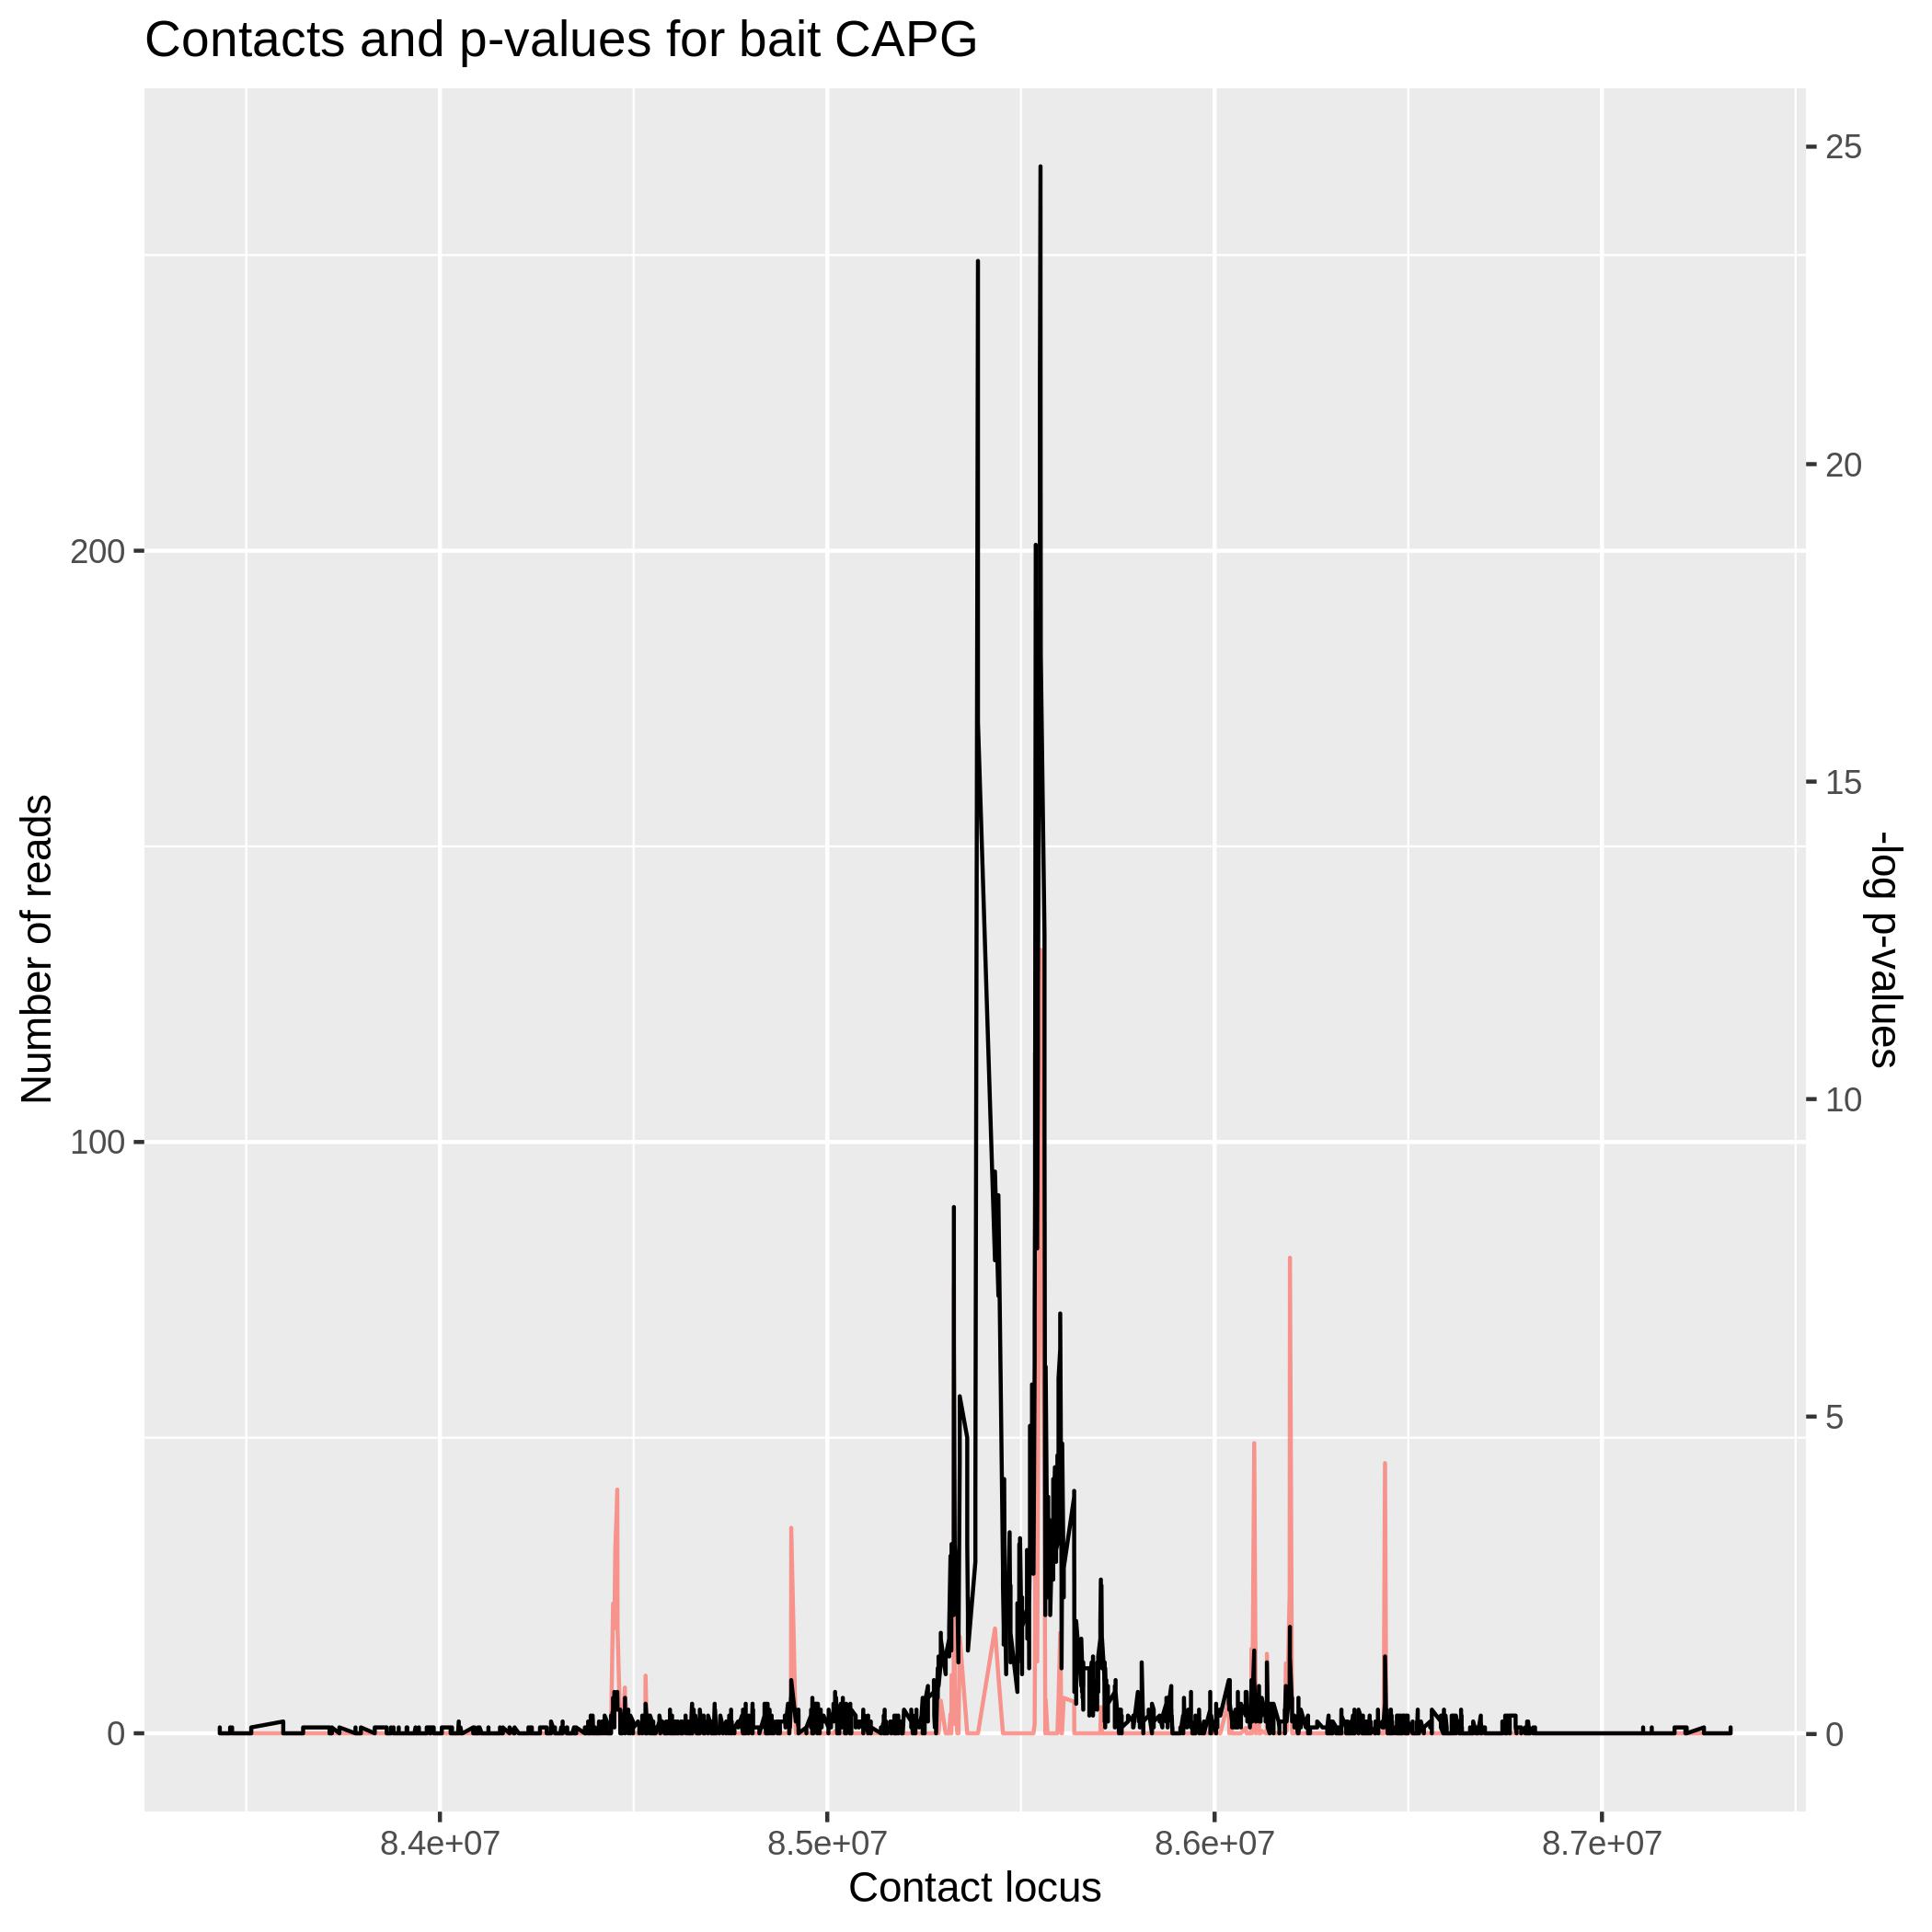 Contacts and p-values for bait CAPG
Number of reads
200
100
0
25
20
15
10
5
0
-log p-values
8.4e+07 8.5e+07 8.6e+07 8.7e+07
Contact locus